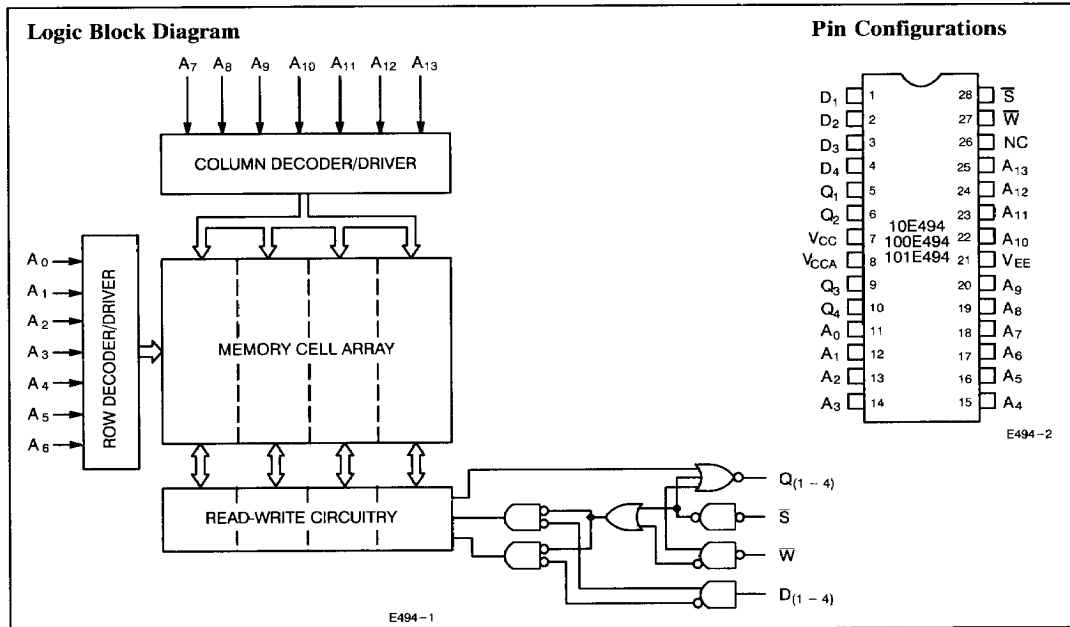 Logic Block Diagram
A7 A8 A9 A10 A11 A12 A13
COLUMN DECODER/DRIVER
A0
A1
A2
A3
A4
A5
A6
ROW DECODER/DRIVER
MEMORY CELL ARRAY
READ-WRITE CIRCUITRY
Q(1 – 4)
S̅
W̅
D(1 – 4)
E494–1
Pin Configurations
D1 1 28 S̅
D2 2 27 W̅
D3 3 26 NC
D4 4 25 A13
Q1 5 24 A12
Q2 6 23 A11
10E494
VCC 7 22 A10
100E494
VCCA 8 21 VEE
101E494
Q3 9 20 A9
Q4 10 19 A8
A0 11 18 A7
A1 12 17 A6
A2 13 16 A5
A3 14 15 A4
E494–2